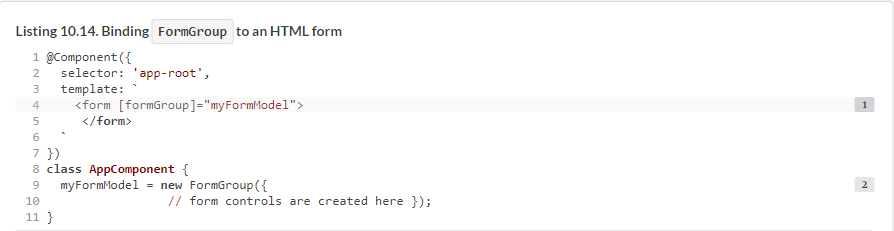 Listing 10.14. Binding FormGroup to an HTML form
1 @Component({
2   selector: 'app-root',
3   template: `
4     <form [formGroup]="myFormModel"> 1
5      </form>
6   `
7 })
8 class AppComponent {
9   myFormModel = new FormGroup({ 2
10                  // form controls are created here });
11 }